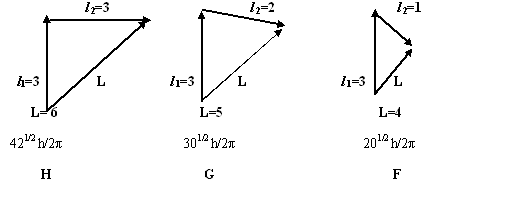 l2=3 l2=2 l2=1
l1=3 L l1=3 L l1=3 L
L=6 L=5 L=4
42^1/2 h/2π 30^1/2 h/2π 20^1/2 h/2π
H G F